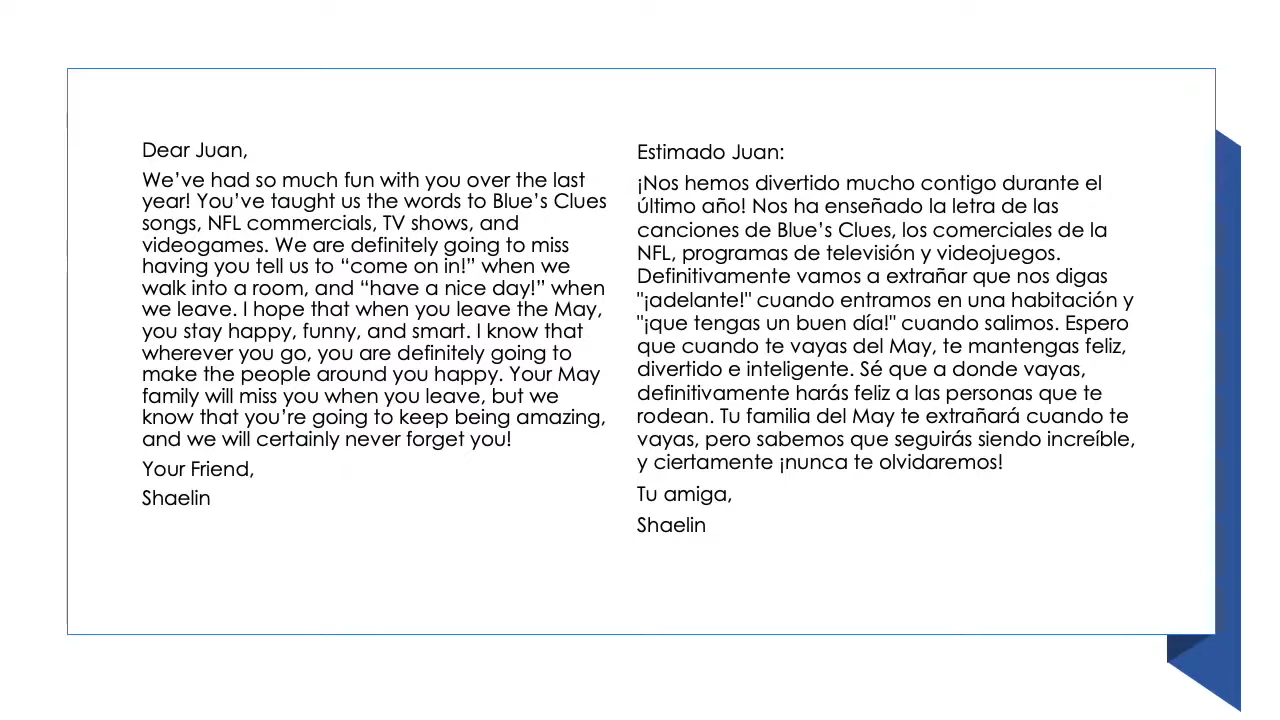 Dear Juan,
We’ve had so much fun with you over the last
year! You’ve taught us the words to Blue’s Clues
songs, NFL commercials, TV shows, and
videogames. We are definitely going to miss
having you tell us to “come on in!” when we
walk into a room, and “have a nice day!” when
we leave. I hope that when you leave the May,
you stay happy, funny, and smart. I know that
wherever you go, you are definitely going to
make the people around you happy. Your May
family will miss you when you leave, but we
know that you’re going to keep being amazing,
and we will certainly never forget you!
Your Friend,
Shaelin
Estimado Juan:
¡Nos hemos divertido mucho contigo durante el
último año! Nos ha enseñado la letra de las
canciones de Blue’s Clues, los comerciales de la
NFL, programas de televisión y videojuegos.
Definitivamente vamos a extrañar que nos digas
"¡adelante!" cuando entramos en una habitación y
"¡que tengas un buen día!" cuando salimos. Espero
que cuando te vayas del May, te mantengas feliz,
divertido e inteligente. Sé que a donde vayas,
definitivamente harás feliz a las personas que te
rodean. Tu familia del May te extrañará cuando te
vayas, pero sabemos que seguirás siendo increíble,
y ciertamente ¡nunca te olvidaremos!
Tu amiga,
Shaelin